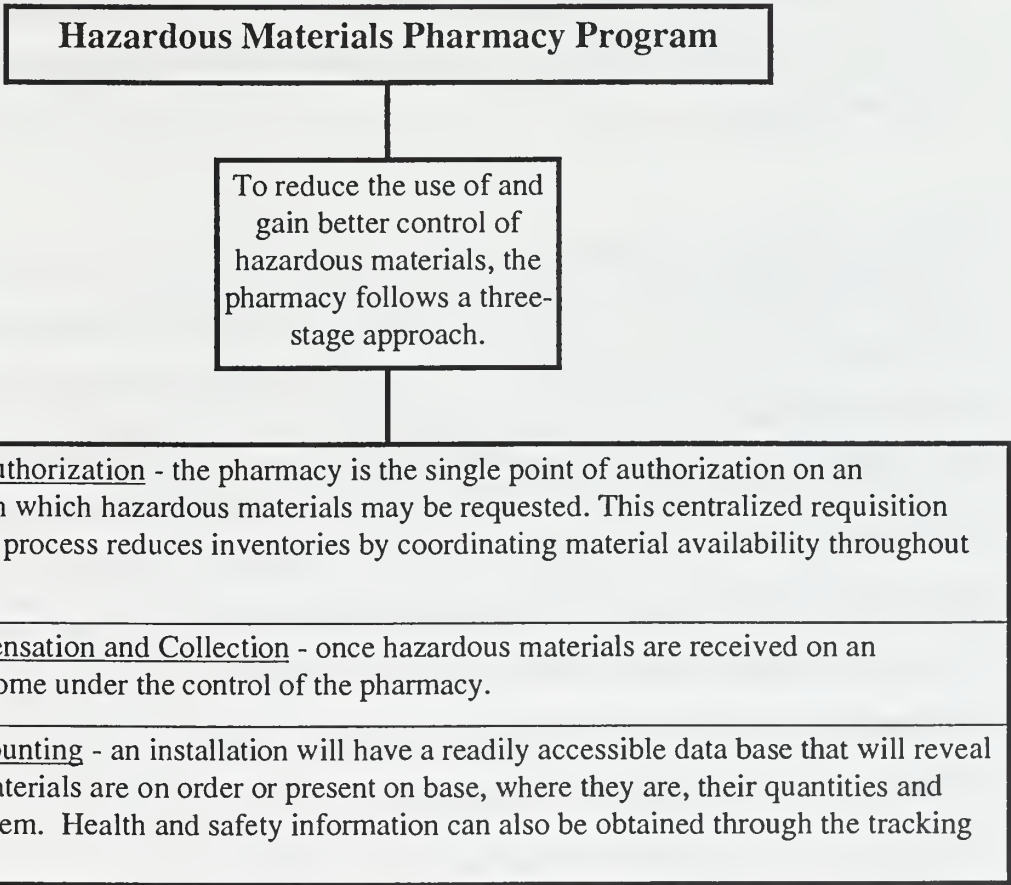 Hazardous Materials Pharmacy Program
To reduce the use of and
gain better control of
hazardous materials, the
pharmacy follows a three-
stage approach.
uthorization - the pharmacy is the single point of authorization on an
which hazardous materials may be requested. This centralized requisition
process reduces inventories by coordinating material availability throughout
ensation and Collection - once hazardous materials are received on an
ome under the control of the pharmacy.
ounting - an installation will have a readily accessible data base that will reveal
aterials are on order or present on base, where they are, their quantities and
em. Health and safety information can also be obtained through the tracking